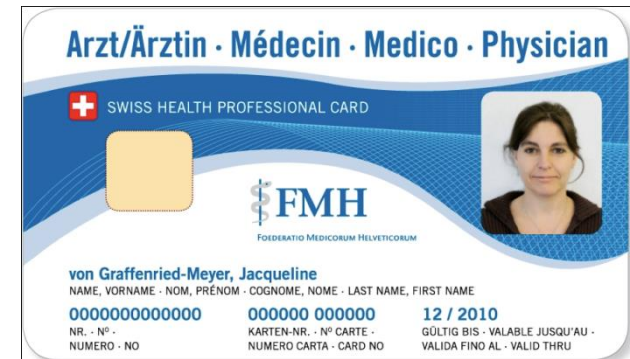 Arzt/Ärztin · Médecin · Medico · Physician
SWISS HEALTH PROFESSIONAL CARD
FMH
FOEDERATIO MEDICORUM HELVETICORUM
von Graffenried-Meyer, Jacqueline
NAME, VORNAME · NOM, PRÉNOM · COGNOME, NOME · LAST NAME, FIRST NAME
0000000000000 000000 000000 12 / 2010
NR. · Nº · KARTEN-NR. · Nº CARTE · GÜLTIG BIS · VALABLE JUSQU'AU ·
NUMERO · NO NUMERO CARTA · CARD NO VALIDA FINO AL · VALID THRU